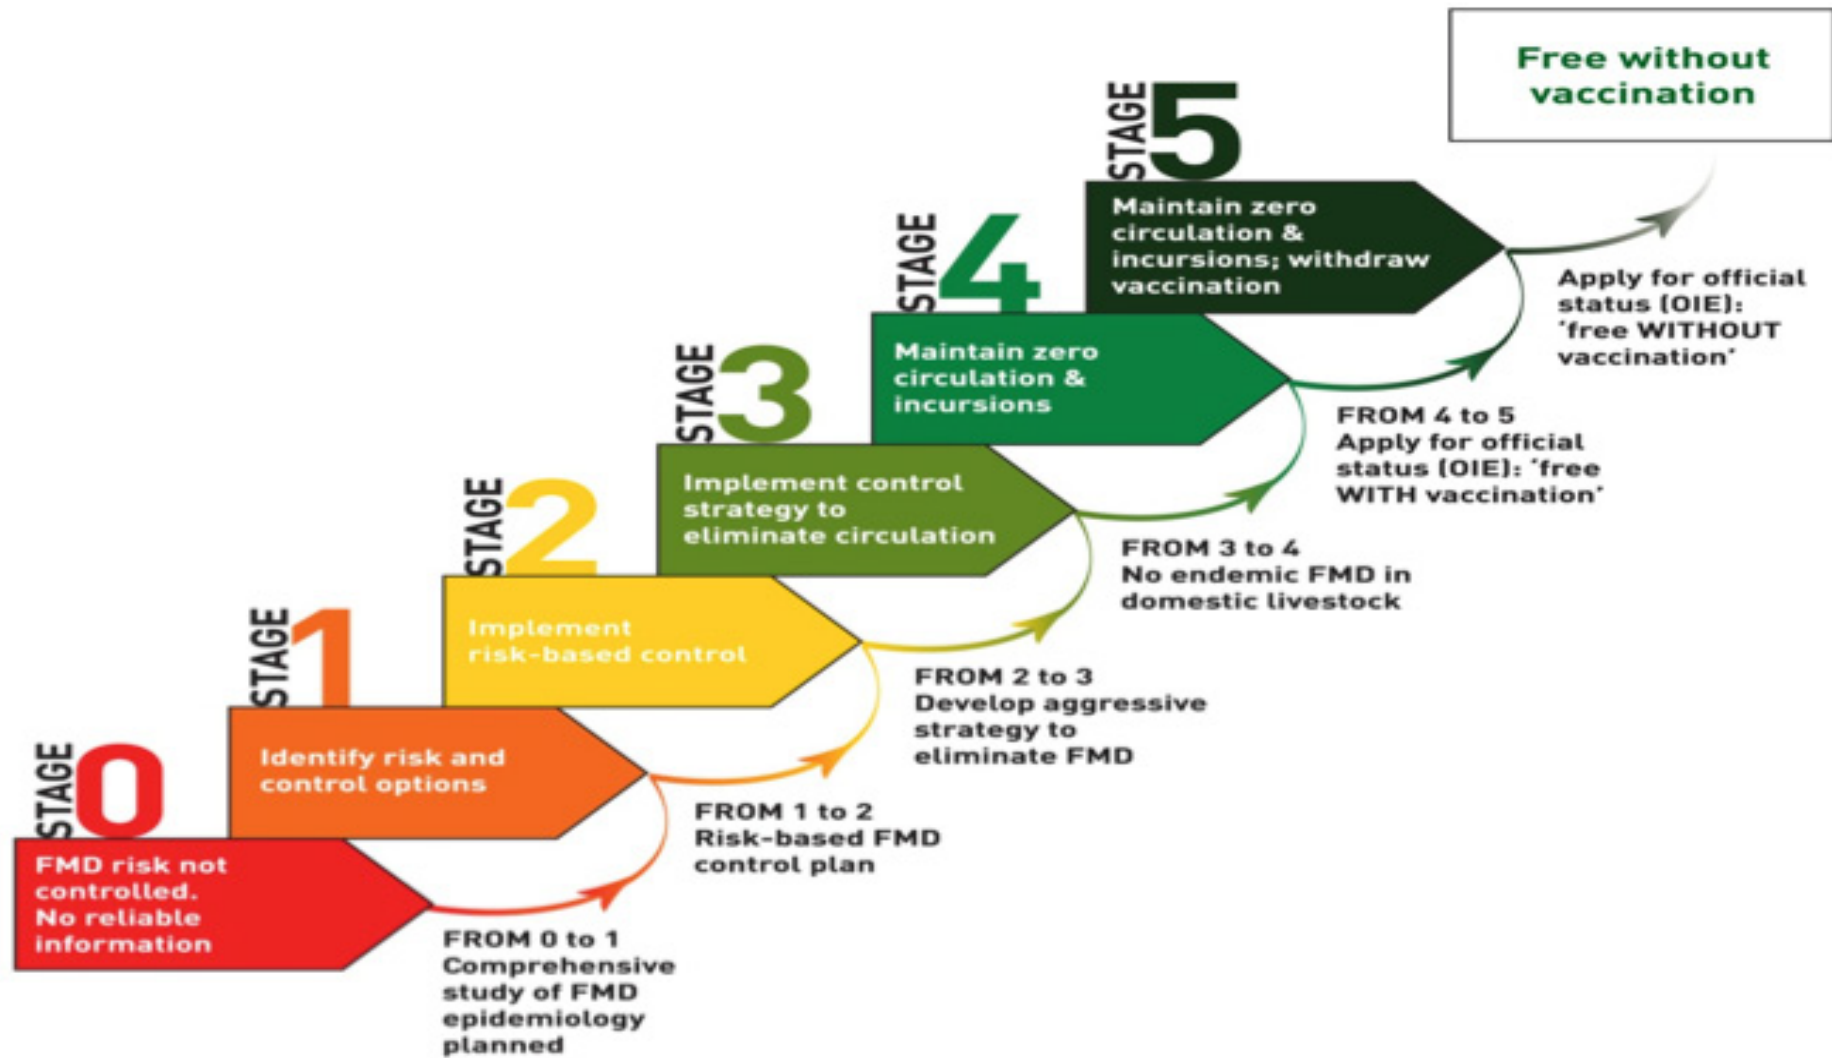 Free without
vaccination
STAGE 5
Maintain zero
circulation &
incursions; withdraw
vaccination
Apply for official
status (OIE):
'free WITHOUT
vaccination'
STAGE 4
Maintain zero
circulation &
incursions
FROM 4 to 5
Apply for official
status (OIE): 'free
WITH vaccination'
STAGE 3
Implement control
strategy to
eliminate circulation
FROM 3 to 4
No endemic FMD in
domestic livestock
STAGE 2
Implement
risk-based control
FROM 2 to 3
Develop aggressive
strategy to
eliminate FMD
STAGE 1
Identify risk and
control options
FROM 1 to 2
Risk-based FMD
control plan
STAGE 0
FMD risk not
controlled.
No reliable
information
FROM 0 to 1
Comprehensive
study of FMD
epidemiology
planned